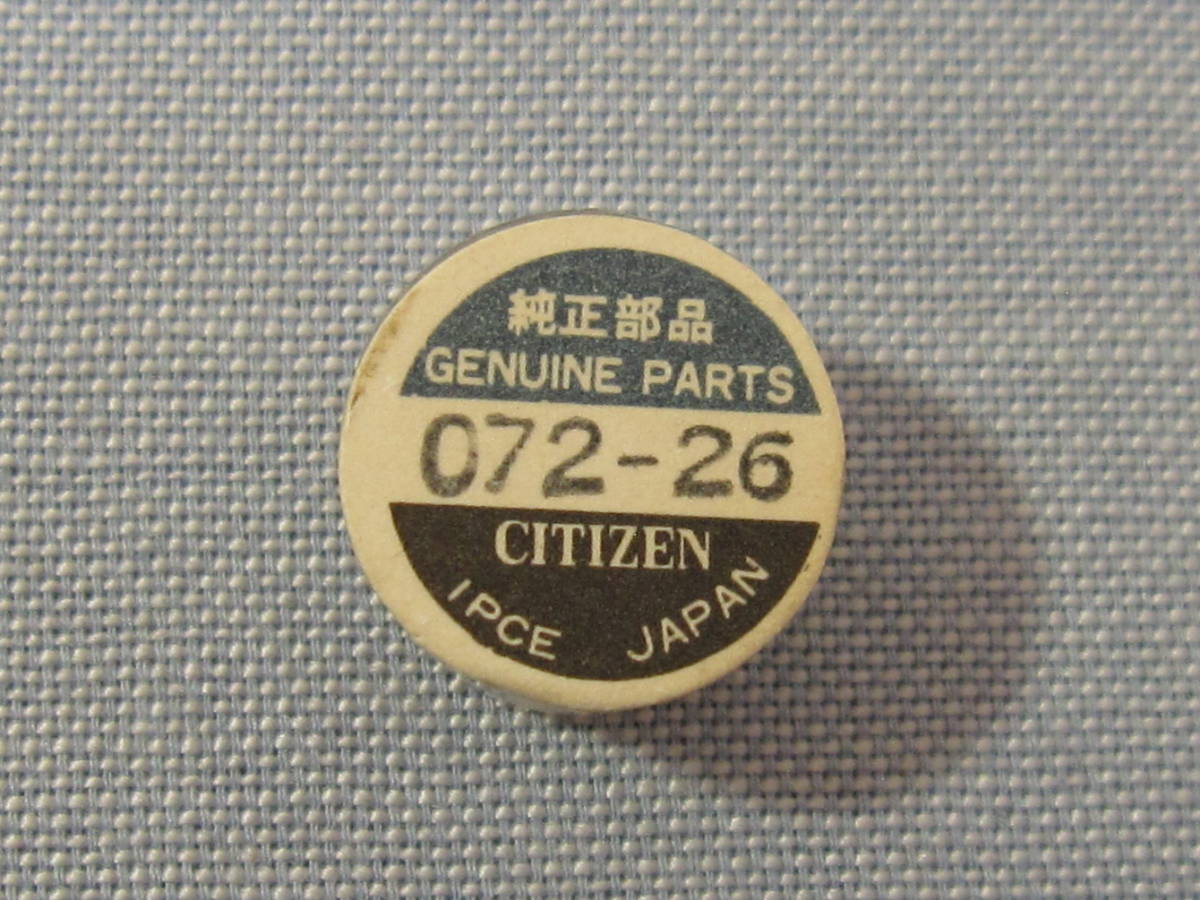 純正部品
GENUINE PARTS
072-26
CITIZEN
1PCE JAPAN